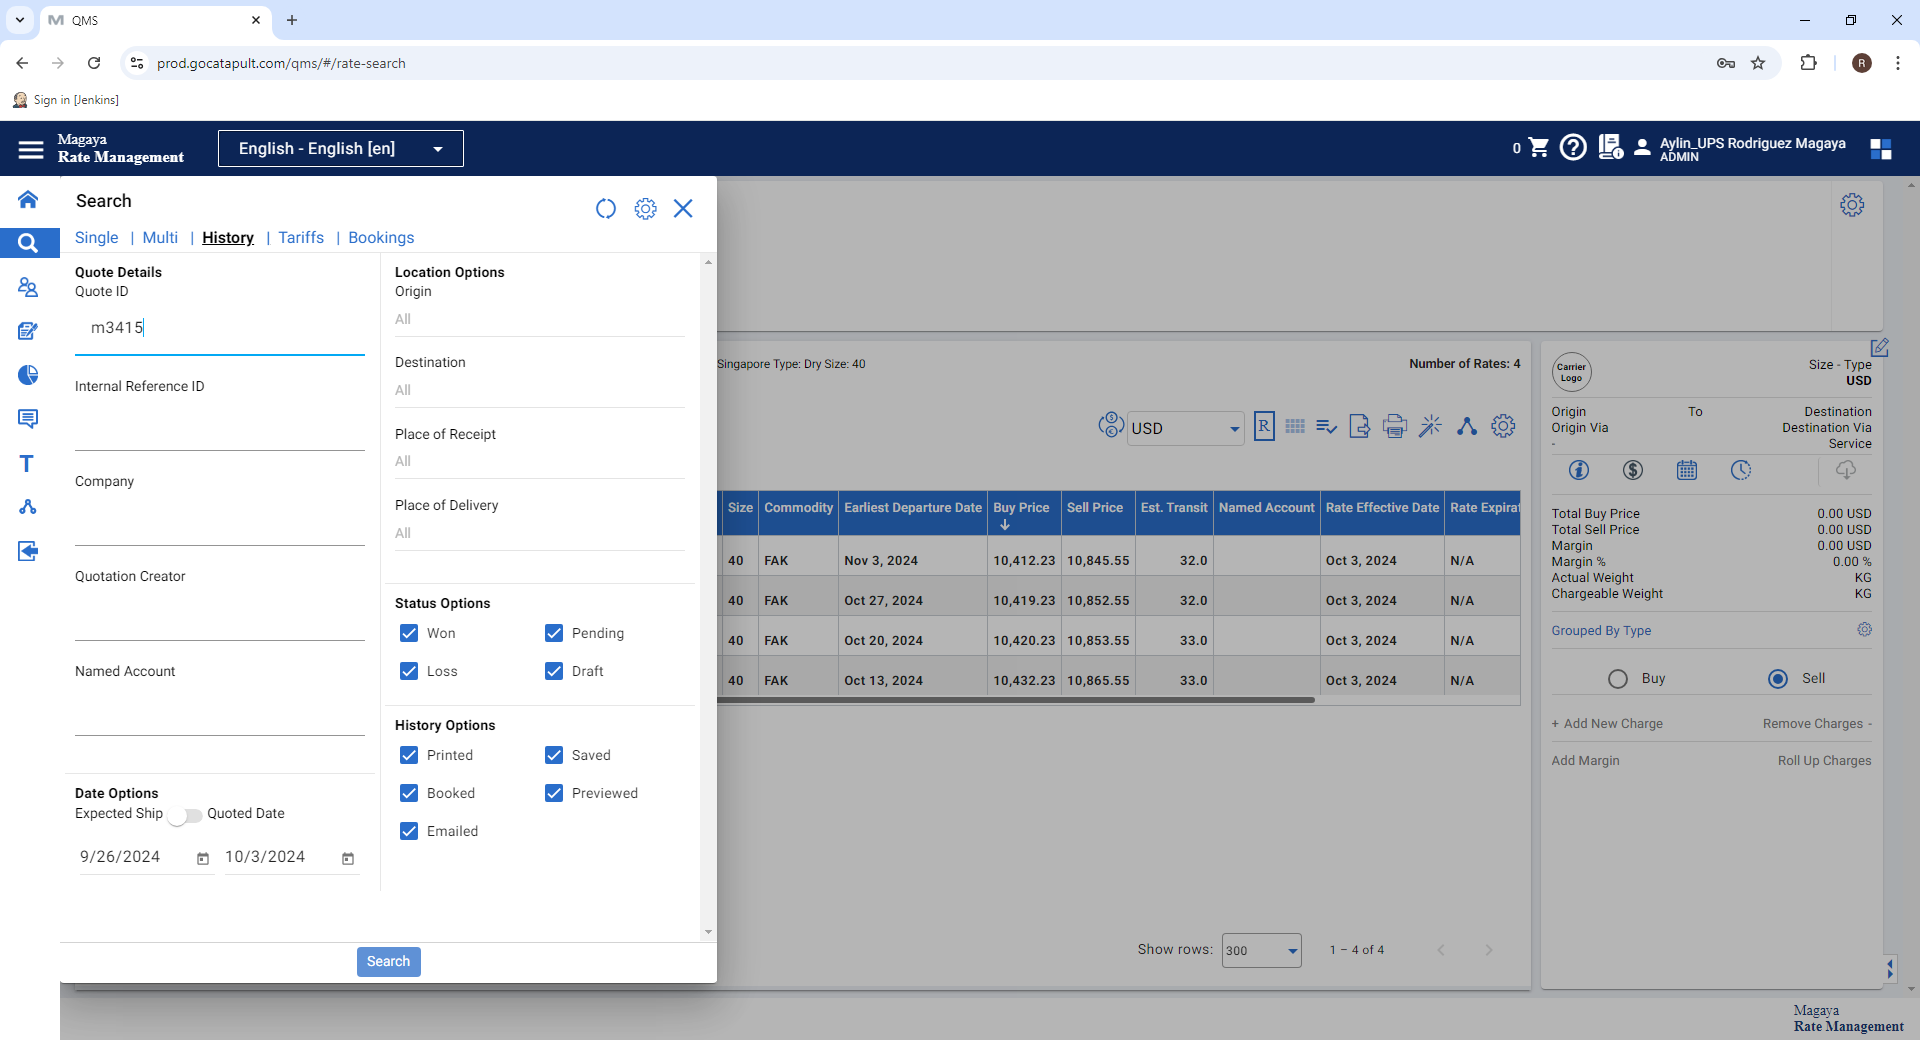 QMS
prod.gocatapult.com/qms/#/rate-search
R
Sign in [Jenkins]
Magaya
Rate Management
English - English [en]
0
Aylin_UPS Rodriguez Magaya
ADMIN
Search
Single | Multi | History | Tariffs | Bookings
Quote Details
Quote ID
m3415
Internal Reference ID
Company
Quotation Creator
Named Account
Date Options
Expected Ship Quoted Date
9/26/2024 10/3/2024
Location Options
Origin
All
Destination
All
Place of Receipt
All
Place of Delivery
All
Status Options
Won Pending
Loss Draft
History Options
Printed Saved
Booked Previewed
Emailed
Search
Singapore Type: Dry Size: 40
Number of Rates: 4
USD
R
Size Commodity Earliest Departure Date Buy Price Sell Price Est. Transit Named Account Rate Effective Date Rate Expirat
40 FAK Nov 3, 2024 10,412.23 10,845.55 32.0 Oct 3, 2024 N/A
40 FAK Oct 27, 2024 10,419.23 10,852.55 32.0 Oct 3, 2024 N/A
40 FAK Oct 20, 2024 10,420.23 10,853.55 33.0 Oct 3, 2024 N/A
40 FAK Oct 13, 2024 10,432.23 10,865.55 33.0 Oct 3, 2024 N/A
Show rows: 300 1 – 4 of 4
Carrier
Logo
Size - Type
USD
Origin To Destination
Origin Via Destination Via
- Service
Total Buy Price 0.00 USD
Total Sell Price 0.00 USD
Margin 0.00 USD
Margin % 0.00 %
Actual Weight KG
Chargeable Weight KG
Grouped By Type
Buy Sell
+ Add New Charge Remove Charges -
Add Margin Roll Up Charges
Magaya
Rate Management